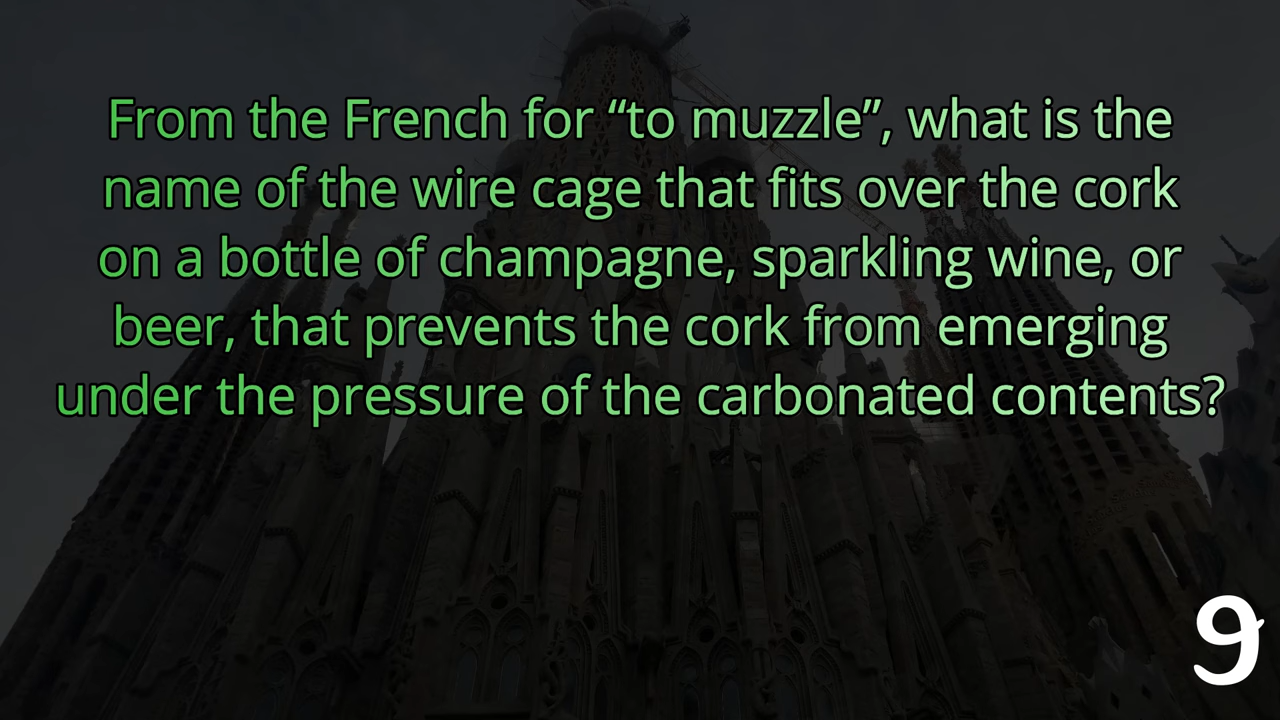 From the French for “to muzzle”, what is the
name of the wire cage that fits over the cork
on a bottle of champagne, sparkling wine, or
beer, that prevents the cork from emerging
under the pressure of the carbonated contents?
9